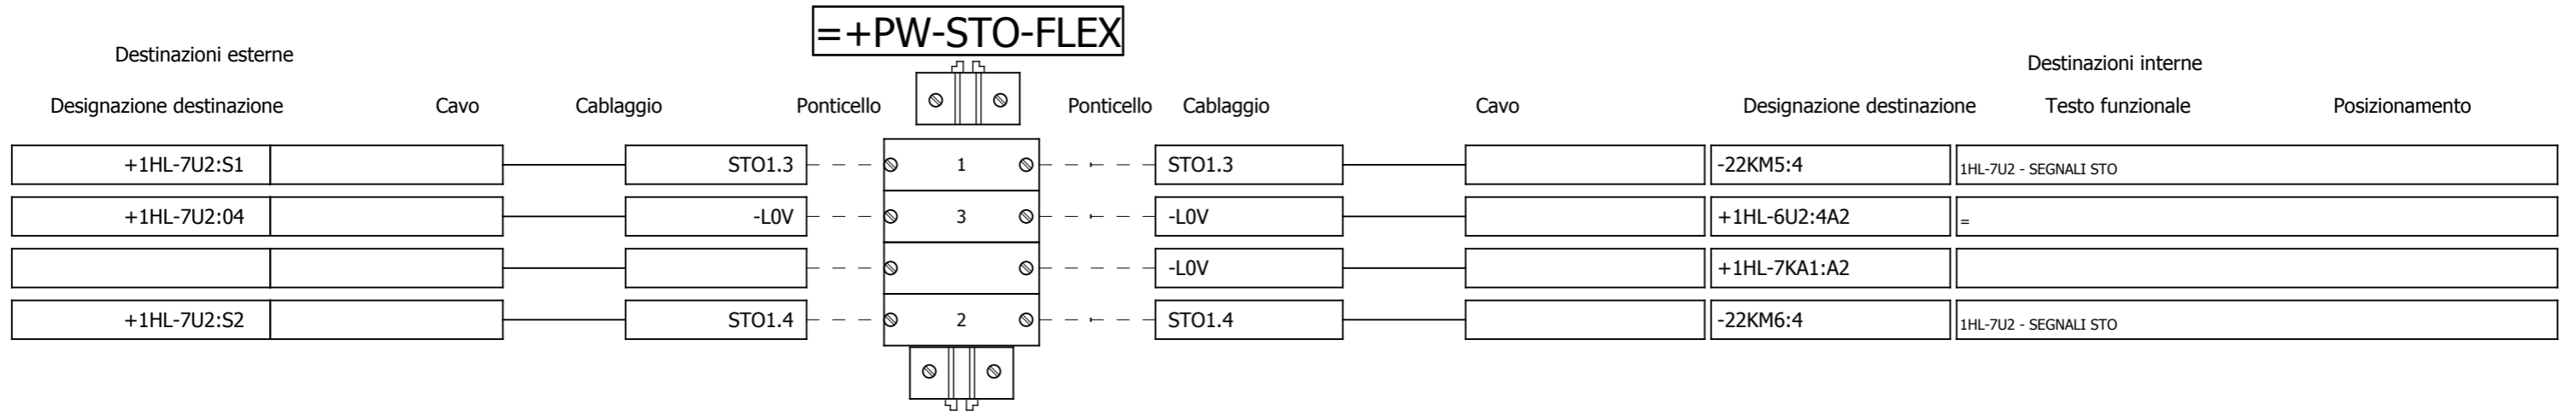 =+PW-STO-FLEX
Destinazioni esterne
Destinazioni interne
Designazione destinazione Cavo Cablaggio Ponticello Ponticello Cablaggio Cavo Designazione destinazione Testo funzionale Posizionamento
+1HL-7U2:S1 STO1.3 1 STO1.3 -22KM5:4 1HL-7U2 - SEGNALI STO
+1HL-7U2:04 -L0V 3 -L0V +1HL-6U2:4A2 =
-L0V +1HL-7KA1:A2
+1HL-7U2:S2 STO1.4 2 STO1.4 -22KM6:4 1HL-7U2 - SEGNALI STO